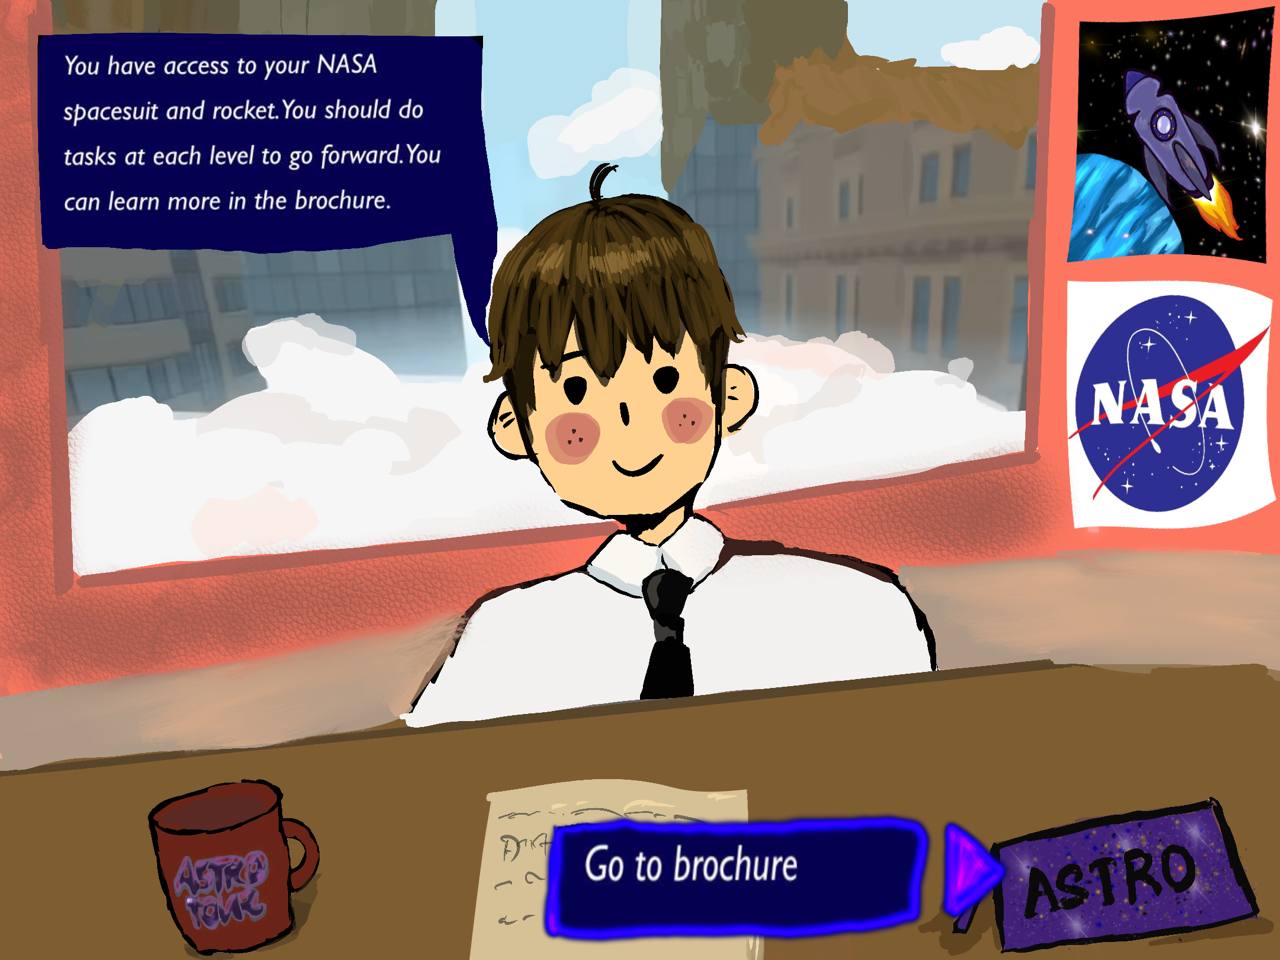 You have access to your NASA
spacesuit and rocket.You should do
tasks at each level to go forward.You
can learn more in the brochure.
NASA
ASTRO
TOUR
Go to brochure
ASTRO